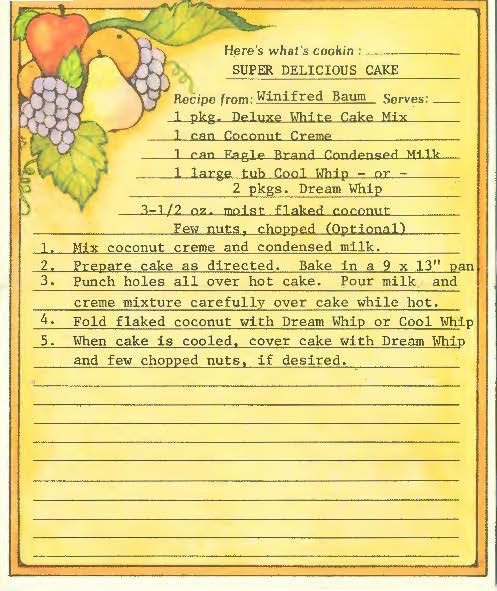 Here's what's cookin :
SUPER DELICIOUS CAKE
Recipe from: Winifred Baum Serves:
1 pkg. Deluxe White Cake Mix
1 can Coconut Creme
1 can Eagle Brand Condensed Milk
1 large tub Cool Whip - or -
2 pkgs. Dream Whip
3-1/2 oz. moist flaked coconut
Few nuts, chopped (Optional)
1. Mix coconut creme and condensed milk.
2. Prepare cake as directed. Bake in a 9 x 13" pan.
3. Punch holes all over hot cake. Pour milk and
creme mixture carefully over cake while hot.
4. Fold flaked coconut with Dream Whip or Cool Whip
5. When cake is cooled, cover cake with Dream Whip
and few chopped nuts, if desired.